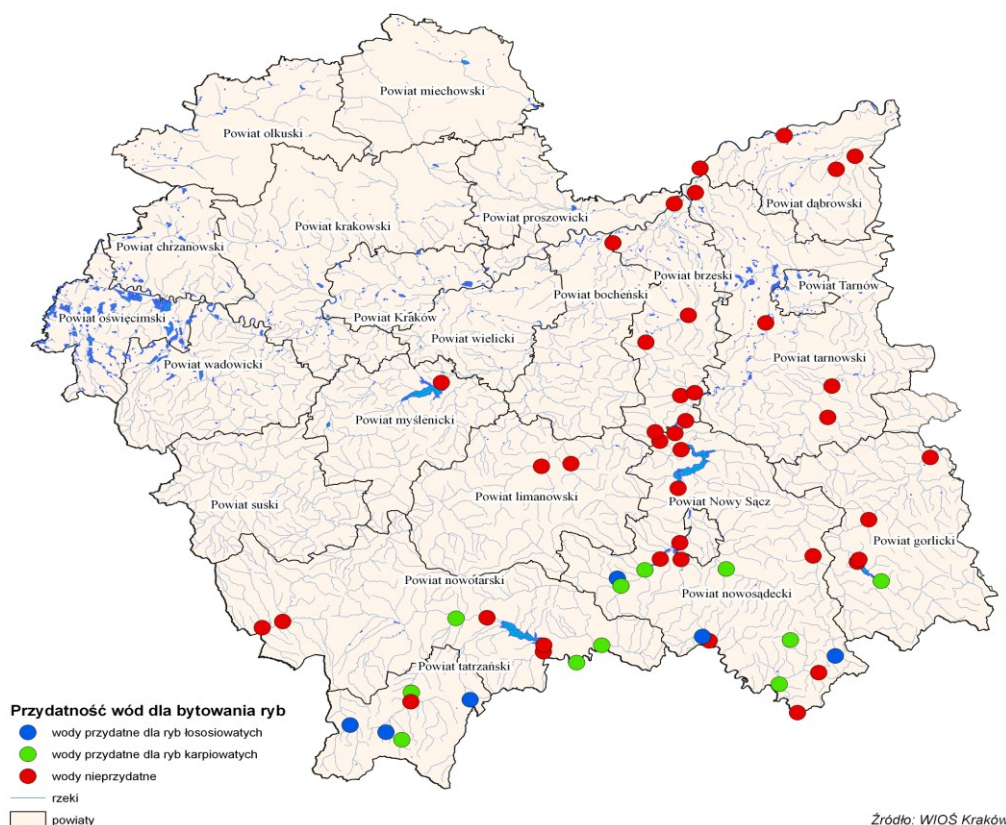 Powiat miechowski
Powiat olkuski
Powiat dąbrowski
Powiat proszowicki
Powiat krakowski
Powiat chrzanowski
Powiat brzeski
Powiat Tarnów
Powiat bocheński
Powiat oświęcimski
Powiat Kraków
Powiat wielicki
Powiat tarnowski
Powiat wadowicki
Powiat myślenicki
Powiat limanowski
Powiat Nowy Sącz
Powiat suski
Powiat gorlicki
Powiat nowotarski
Powiat nowosądecki
Powiat tatrzański
Przydatność wód dla bytowania ryb
wody przydatne dla ryb łososiowatych
wody przydatne dla ryb karpiowatych
wody nieprzydatne
rzeki
powiaty
Źródło: WIOŚ Kraków